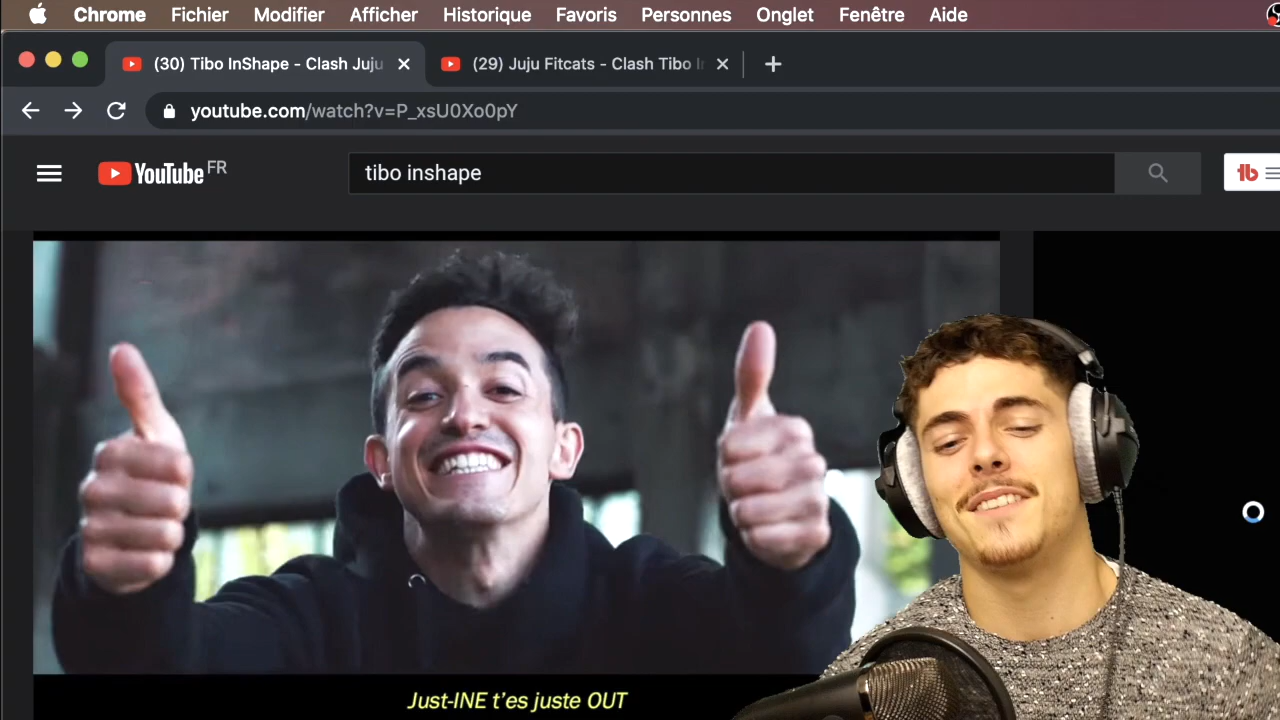 Chrome Fichier Modifier Afficher Historique Favoris Personnes Onglet Fenêtre Aide
(30) Tibo InShape - Clash Juju
(29) Juju Fitcats - Clash Tibo I
youtube.com/watch?v=P_xsU0Xo0pY
YouTube FR
tibo inshape
tb
Just-INE t'es juste OUT